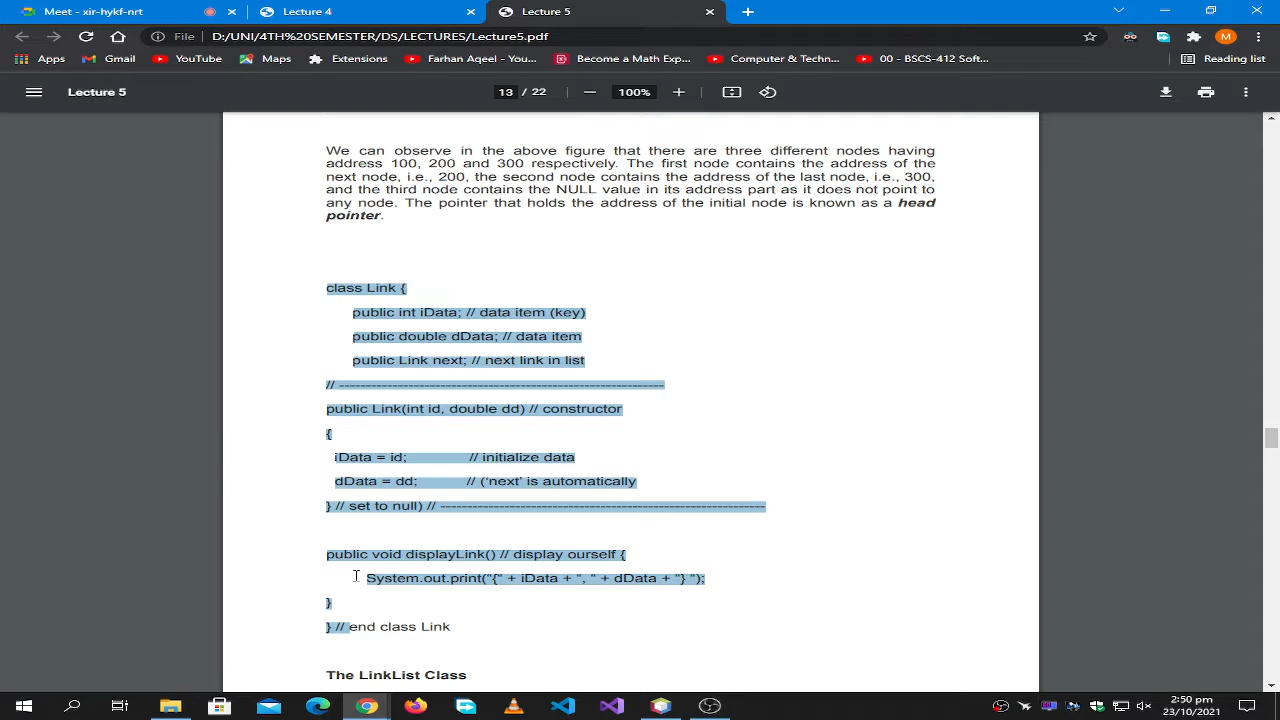 Meet - xir-hykf-nrt
Lecture 4
Lecture 5
File
D:/UNI/4TH%20SEMESTER/DS/LECTURES/Lecture5.pdf
M
Apps
Gmail
YouTube
Maps
Extensions
Farhan Aqeel - You...
Become a Math Exp...
Computer & Techn...
00 - BSCS-412 Soft...
Reading list
Lecture 5
13 / 22
100%
We can observe in the above figure that there are three different nodes having
address 100, 200 and 300 respectively. The first node contains the address of the
next node, i.e., 200, the second node contains the address of the last node, i.e., 300,
and the third node contains the NULL value in its address part as it does not point to
any node. The pointer that holds the address of the initial node is known as a head
pointer.
class Link {
public int iData; // data item (key)
public double dData; // data item
public Link next; // next link in list
// -------------------------------------------------------------
public Link(int id, double dd) // constructor
{
iData = id; // initialize data
dData = dd; // ('next' is automatically
} // set to null) // -------------------------------------------------------------
public void displayLink() // display ourself {
System.out.print("{" + iData + ", " + dData + "} ");
}
} // end class Link
The LinkList Class
2:50 pm
23/10/2021